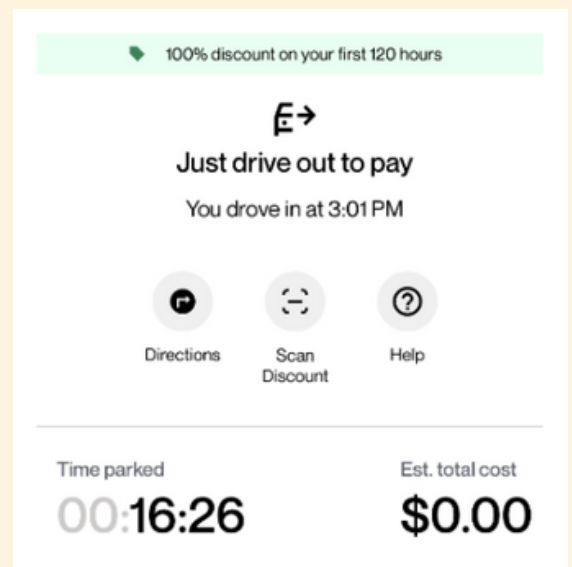 100% discount on your first 120 hours
Just drive out to pay
You drove in at 3:01 PM
Directions
Scan
Discount
Help
Time parked
00:16:26
Est. total cost
$0.00